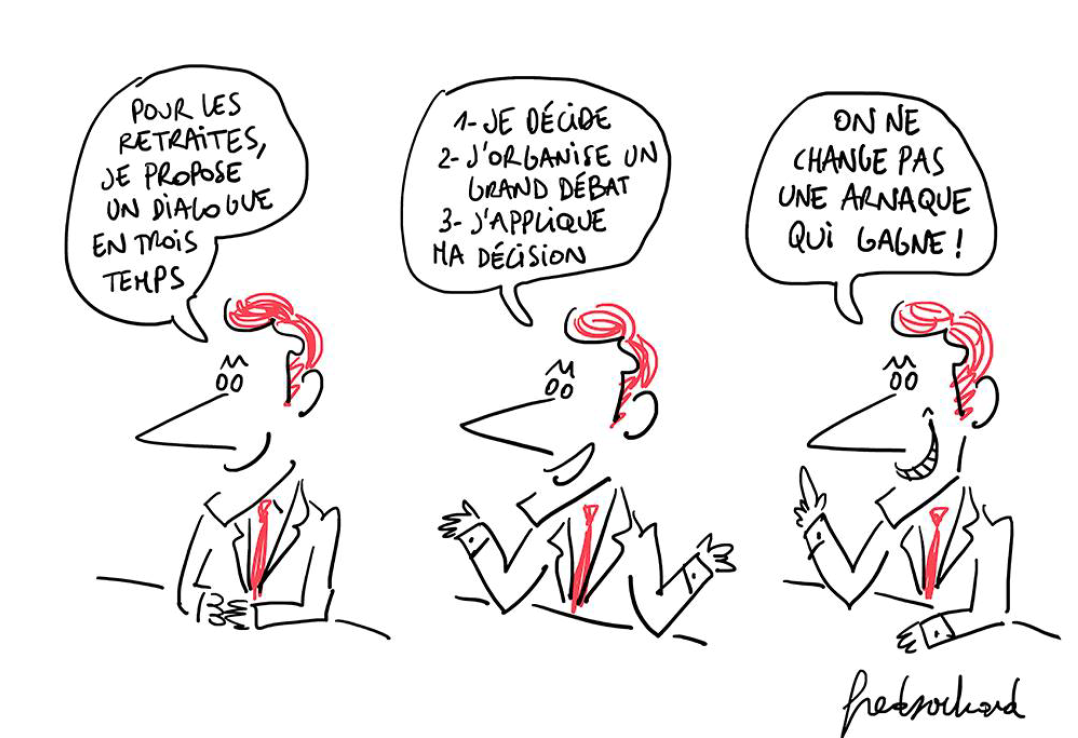 POUR LES
RETRAITES,
JE PROPOSE
UN DIALOGUE
EN TROIS
TEMPS
1- JE DÉCIDE
2- J'ORGANISE UN
GRAND DÉBAT
3- J'APPLIQUE
MA DÉCISION
ON NE
CHANGE PAS
UNE ARNAQUE
QUI GAGNE !
fredsochard